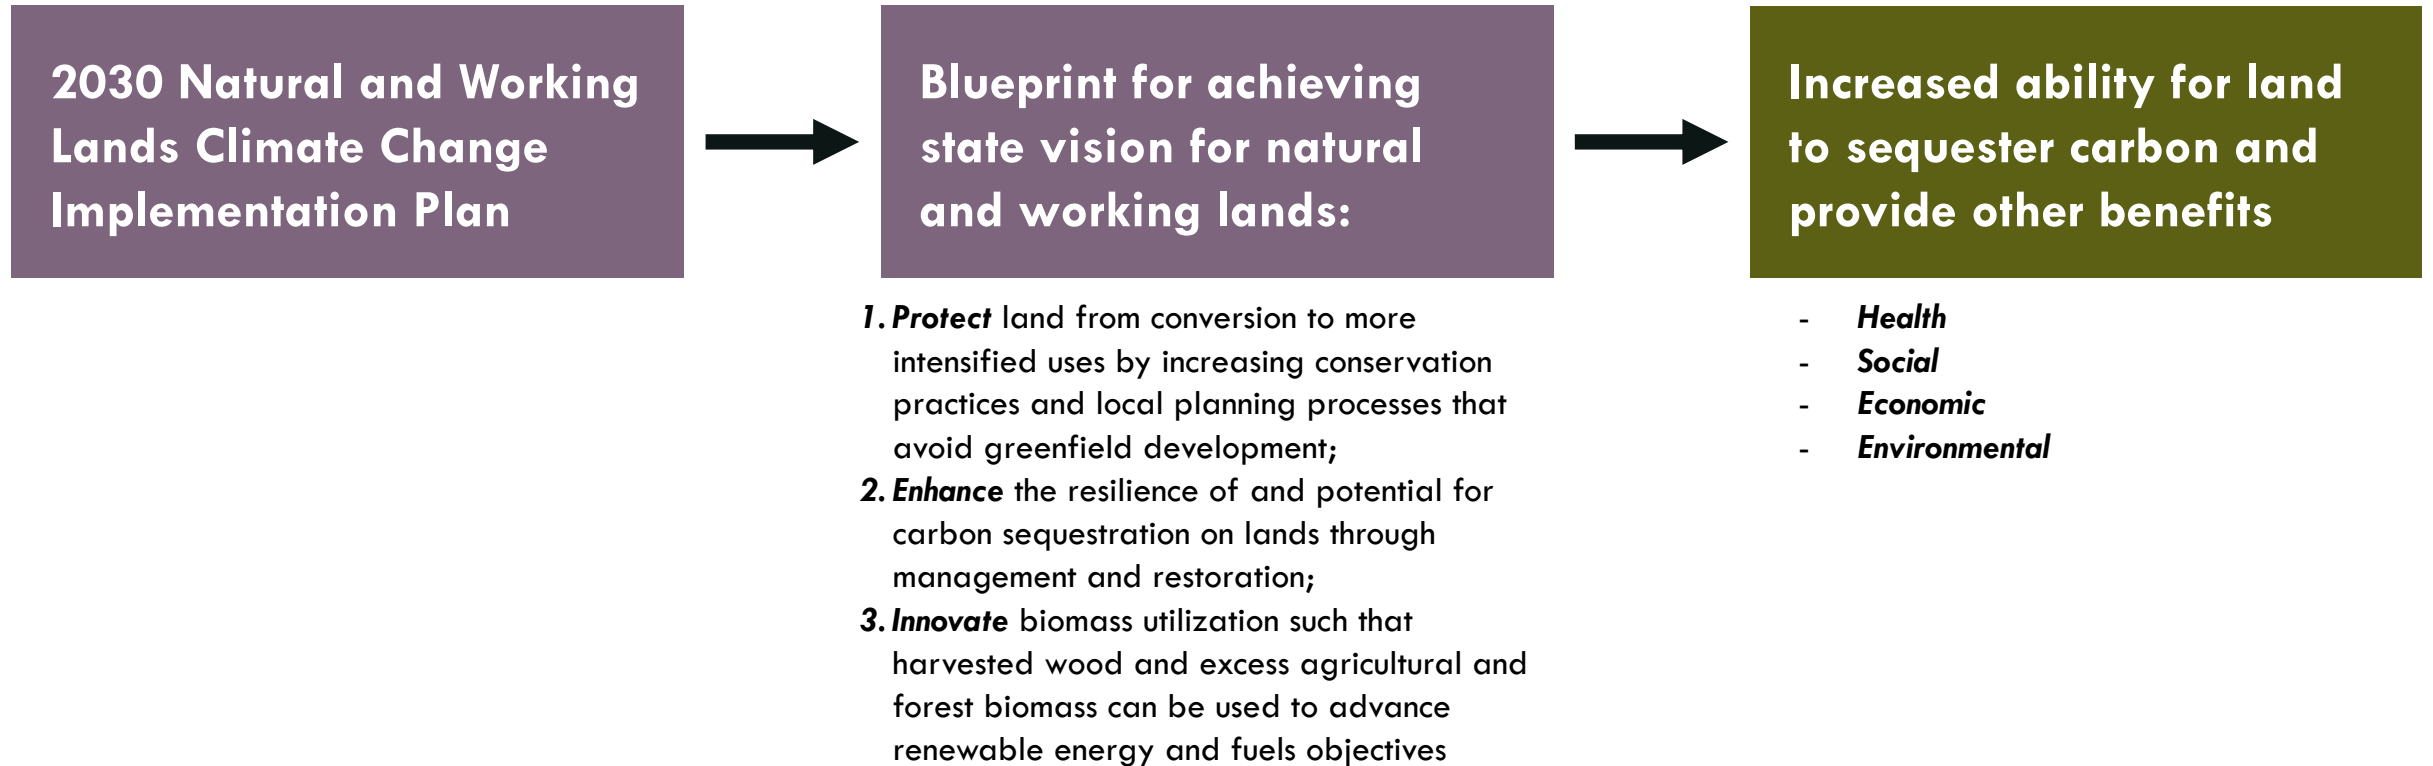 2030 Natural and Working
Lands Climate Change
Implementation Plan
Blueprint for achieving
state vision for natural
and working lands:
1. Protect land from conversion to more
intensified uses by increasing conservation
practices and local planning processes that
avoid greenfield development;
2. Enhance the resilience of and potential for
carbon sequestration on lands through
management and restoration;
3. Innovate biomass utilization such that
harvested wood and excess agricultural and
forest biomass can be used to advance
renewable energy and fuels objectives
Increased ability for land
to sequester carbon and
provide other benefits
- Health
- Social
- Economic
- Environmental